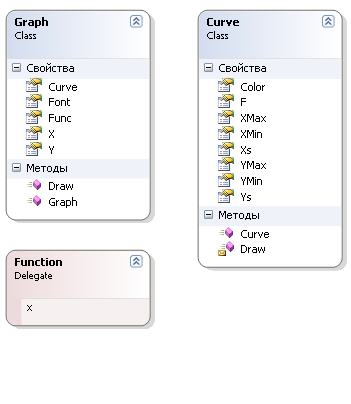 Graph
Class
Свойства
Curve
Font
Func
X
Y
Методы
Draw
Graph
Function
Delegate
x
Curve
Class
Свойства
Color
F
XMax
XMin
Xs
YMax
YMin
Ys
Методы
Curve
Draw